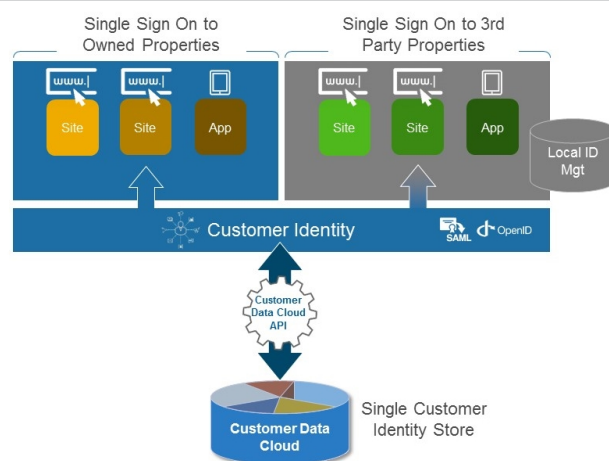 Single Sign On to
Owned Properties
Single Sign On to 3rd
Party Properties
www.|
www.|
www.|
www.|
Site
Site
App
Site
Site
App
Local ID
Mgt
Customer Identity
SAML
OpenID
Customer
Data Cloud
API
Customer Data
Cloud
Single Customer
Identity Store